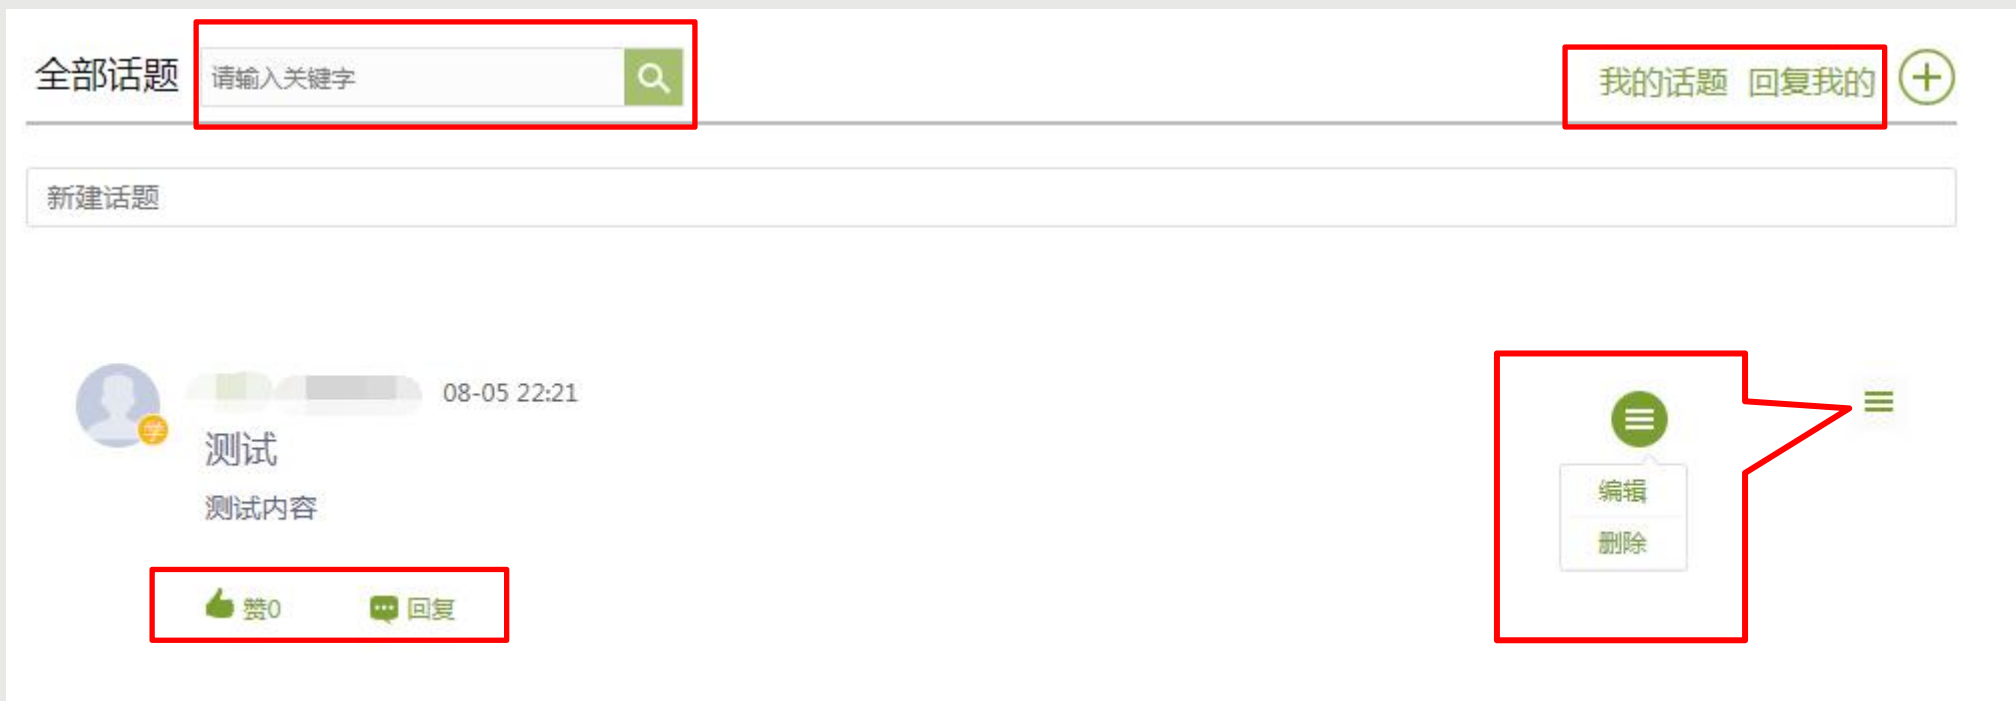 全部话题 请输入关键字 我的话题 回复我的
新建话题
08-05 22:21
学
测试
测试内容
编辑
删除
赞0 回复